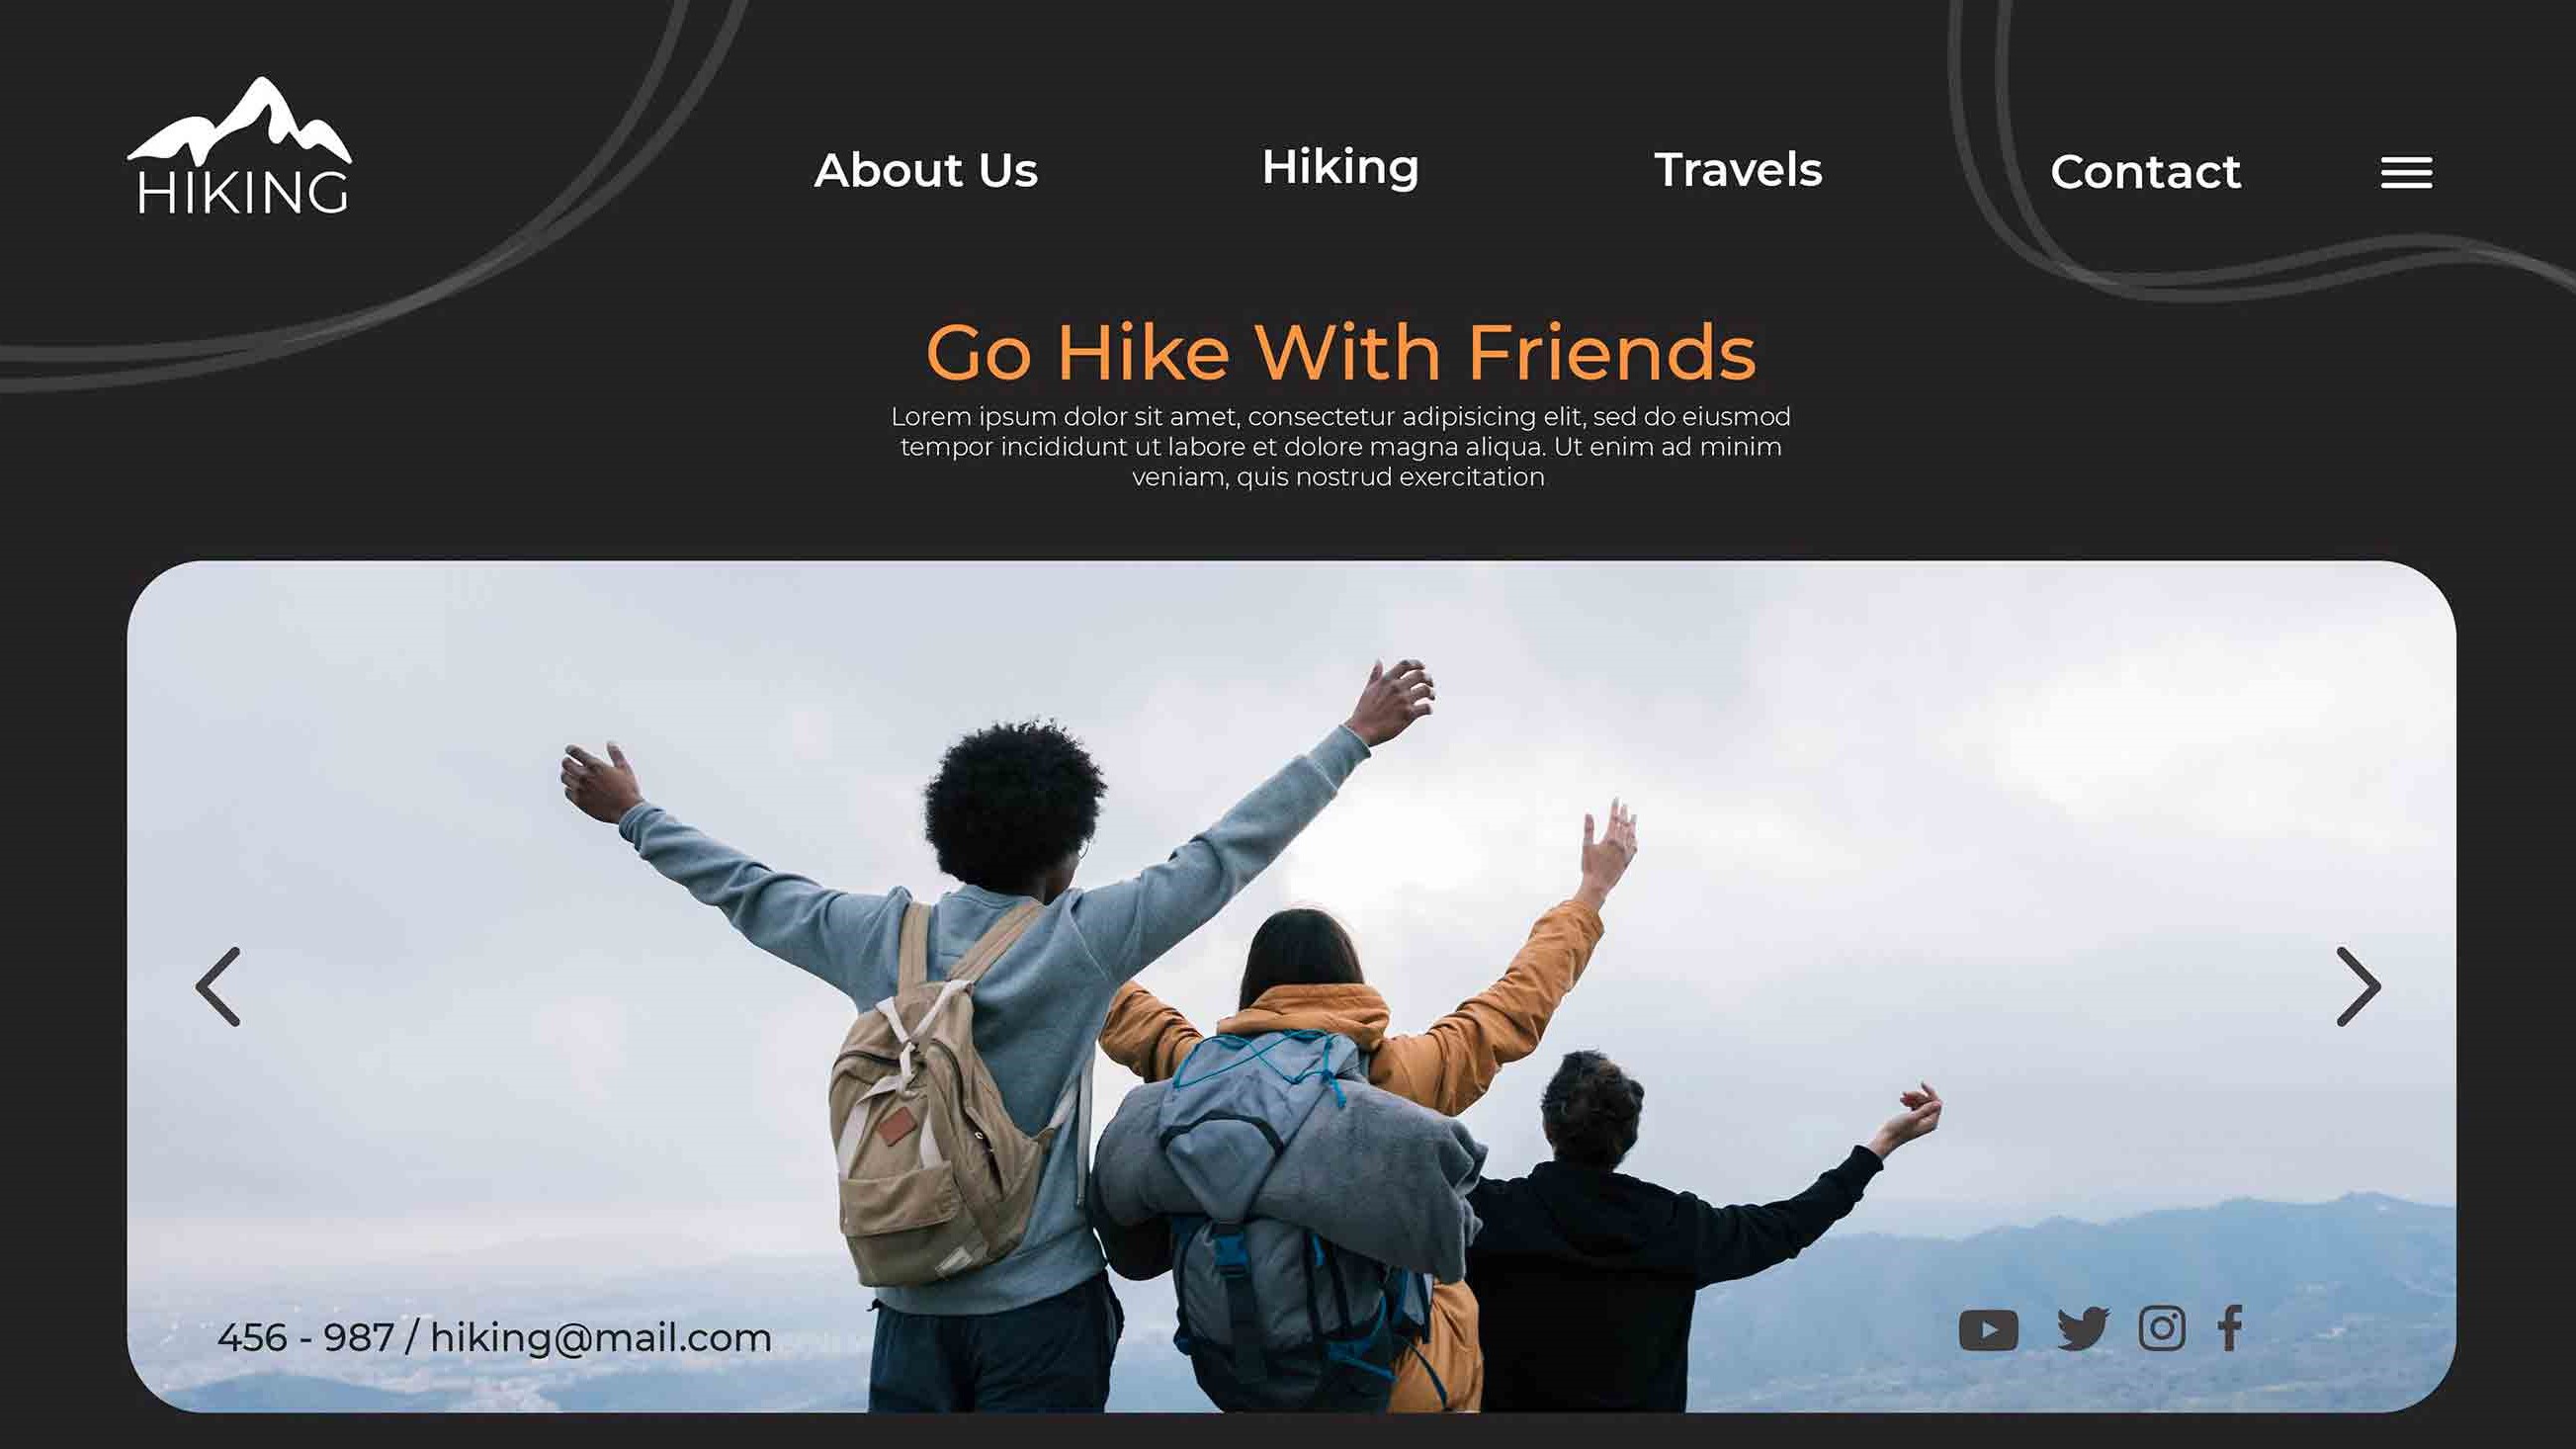 HIKING
About Us
Hiking
Travels
Contact
Go Hike With Friends
Lorem ipsum dolor sit amet, consectetur adipisicing elit, sed do eiusmod
tempor incididunt ut labore et dolore magna aliqua. Ut enim ad minim
veniam, quis nostrud exercitation
456 - 987 / hiking@mail.com